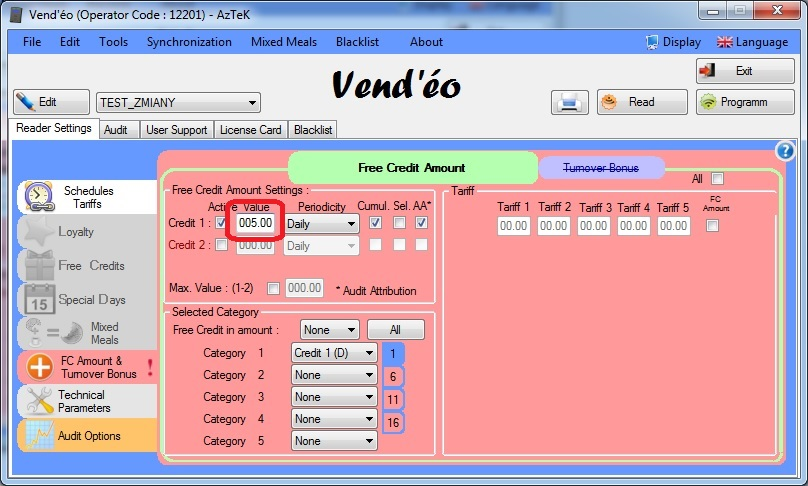 Vend'éo (Operator Code : 12201) - AzTeK
File Edit Tools Synchronization Mixed Meals Blacklist About Display Language
Vend'éo
Exit
Edit TEST_ZMIANY Read Programm
Reader Settings Audit User Support License Card Blacklist
?
Free Credit Amount Turnover Bonus
All
Schedules
Tariffs
Loyalty
Free Credits
15 Special Days
Mixed
Meals
FC Amount &
Turnover Bonus !
Technical
Parameters
Audit Options
Free Credit Amount Settings :
Active Value Periodicity Cumul. Sel. AA*
Credit 1 : 005.00 Daily
Credit 2 : 000.00 Daily
Max. Value : (1-2) 000.00 * Audit Attribution
Selected Category
Free Credit in amount : None All
Category 1 Credit 1 (D) 1
Category 2 None 6
Category 3 None 11
Category 4 None 16
Category 5 None
Tariff
Tariff 1 Tariff 2 Tariff 3 Tariff 4 Tariff 5 FC
Amount
00.00 00.00 00.00 00.00 00.00